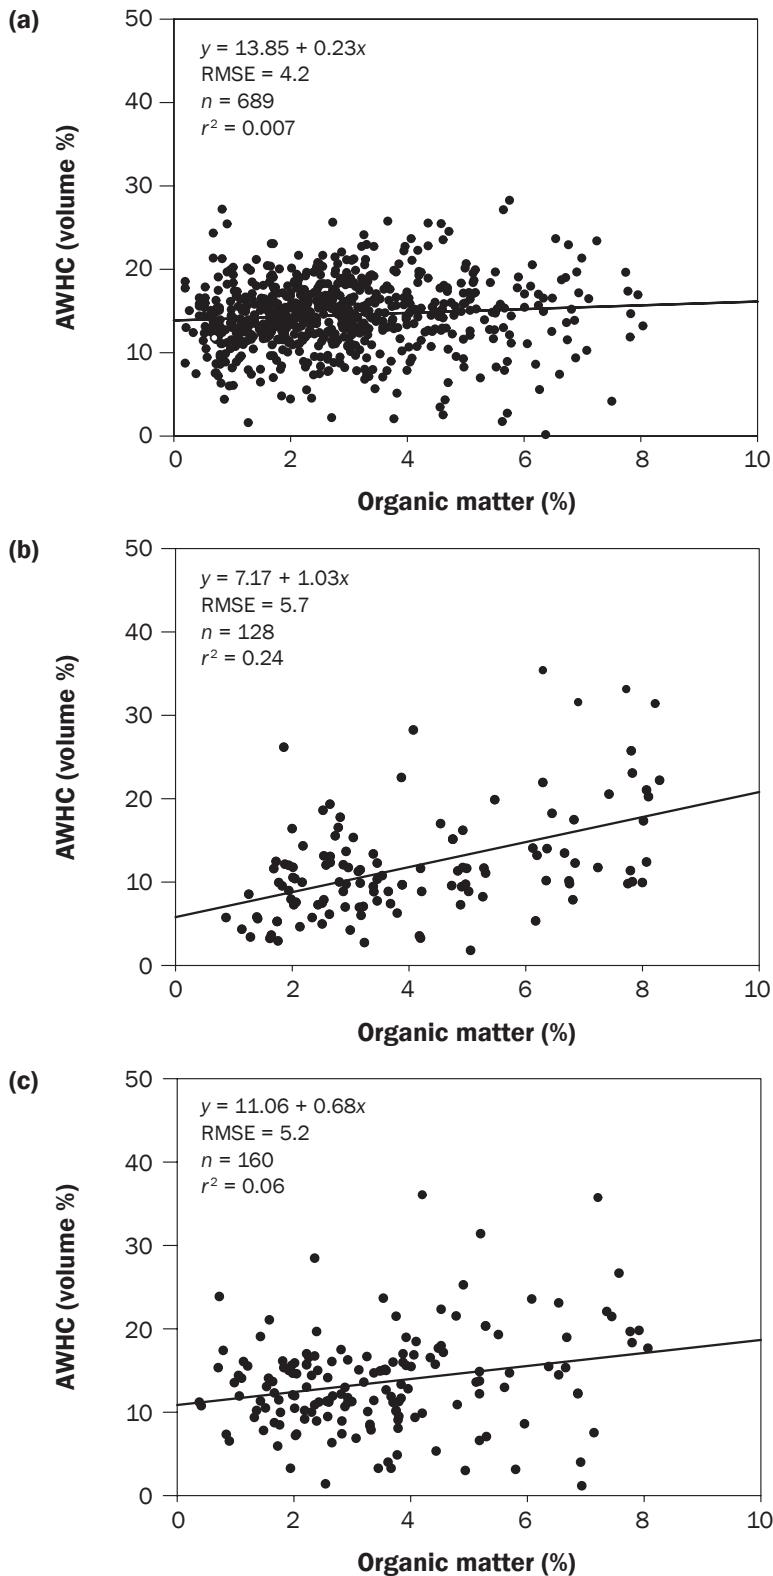 (a)
50
40
30
20
10
0
AWHC (volume %)
y = 13.85 + 0.23x
RMSE = 4.2
n = 689
r² = 0.007
0 2 4 6 8 10
Organic matter (%)
(b)
50
40
30
20
10
0
AWHC (volume %)
y = 7.17 + 1.03x
RMSE = 5.7
n = 128
r² = 0.24
0 2 4 6 8 10
Organic matter (%)
(c)
50
40
30
20
10
0
AWHC (volume %)
y = 11.06 + 0.68x
RMSE = 5.2
n = 160
r² = 0.06
0 2 4 6 8 10
Organic matter (%)